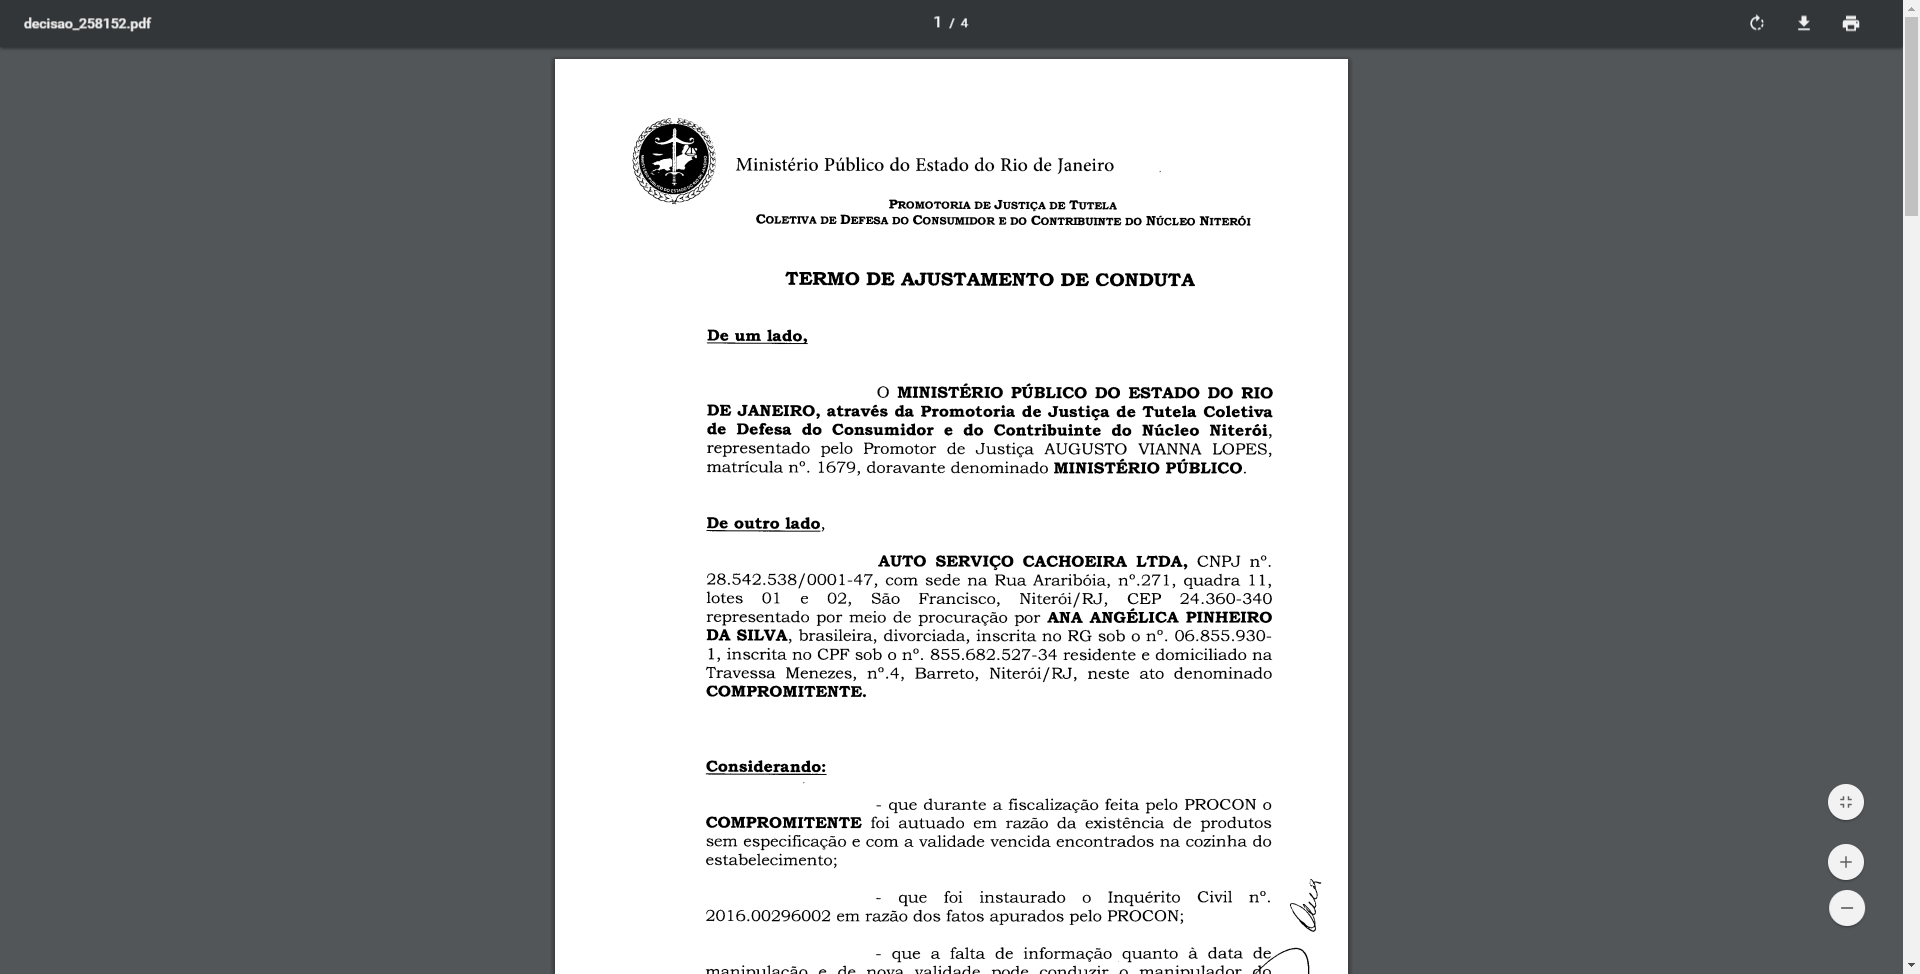 decisao_258152.pdf
1 / 4
Ministério Público do Estado do Rio de Janeiro
PROMOTORIA DE JUSTIÇA DE TUTELA
COLETIVA DE DEFESA DO CONSUMIDOR E DO CONTRIBUINTE DO NÚCLEO NITERÓI
TERMO DE AJUSTAMENTO DE CONDUTA
De um lado,
O MINISTÉRIO PÚBLICO DO ESTADO DO RIO
DE JANEIRO, através da Promotoria de Justiça de Tutela Coletiva
de Defesa do Consumidor e do Contribuinte do Núcleo Niterói,
representado pelo Promotor de Justiça AUGUSTO VIANNA LOPES,
matrícula nº. 1679, doravante denominado MINISTÉRIO PÚBLICO.
De outro lado,
AUTO SERVIÇO CACHOEIRA LTDA, CNPJ nº.
28.542.538/0001-47, com sede na Rua Araribóia, nº.271, quadra 11,
lotes 01 e 02, São Francisco, Niterói/RJ, CEP 24.360-340
representado por meio de procuração por ANA ANGÉLICA PINHEIRO
DA SILVA, brasileira, divorciada, inscrita no RG sob o nº. 06.855.930-
1, inscrita no CPF sob o nº. 855.682.527-34 residente e domiciliado na
Travessa Menezes, nº.4, Barreto, Niterói/RJ, neste ato denominado
COMPROMITENTE.
Considerando:
- que durante a fiscalização feita pelo PROCON o
COMPROMITENTE foi autuado em razão da existência de produtos
sem especificação e com a validade vencida encontrados na cozinha do
estabelecimento;
- que foi instaurado o Inquérito Civil nº.
2016.00296002 em razão dos fatos apurados pelo PROCON;
- que a falta de informação quanto à data de
manipulação e de nova validade pode conduzir o manipulador do